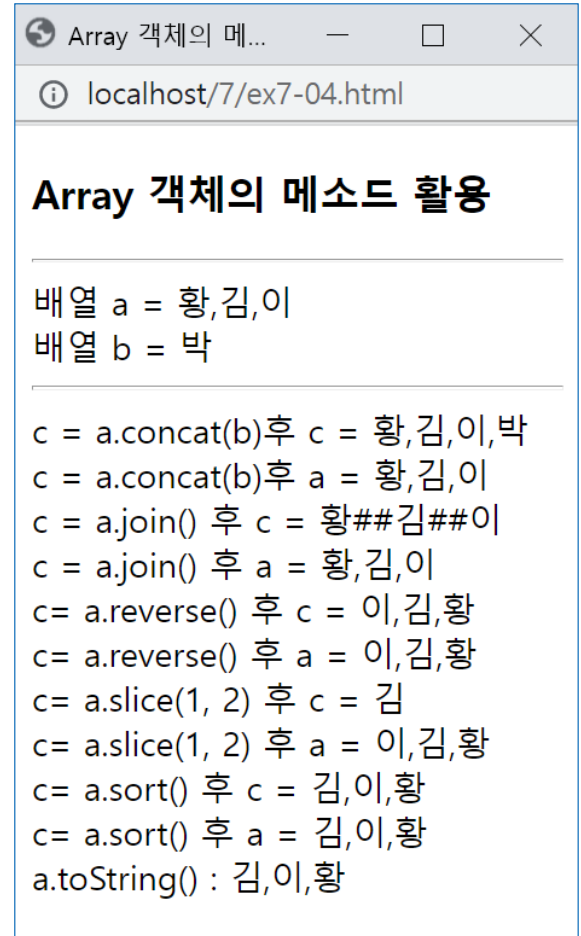 Array 객체의 메...
localhost/7/ex7-04.html
Array 객체의 메소드 활용
배열 a = 황,김,이
배열 b = 박
c = a.concat(b)후 c = 황,김,이,박
c = a.concat(b)후 a = 황,김,이
c = a.join() 후 c = 황##김##이
c = a.join() 후 a = 황,김,이
c= a.reverse() 후 c = 이,김,황
c= a.reverse() 후 a = 이,김,황
c= a.slice(1, 2) 후 c = 김
c= a.slice(1, 2) 후 a = 이,김,황
c= a.sort() 후 c = 김,이,황
c= a.sort() 후 a = 김,이,황
a.toString() : 김,이,황